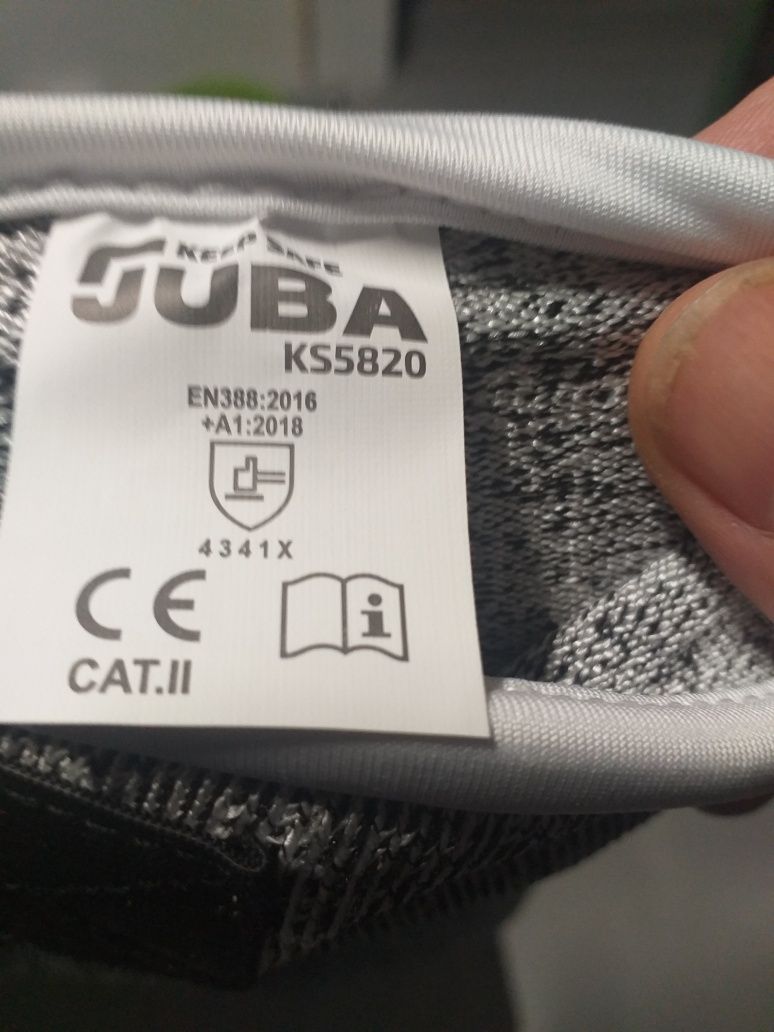 KEEP SAFE
JUBA
KS5820
EN388:2016
+A1:2018
4341X
CE
i
CAT.II